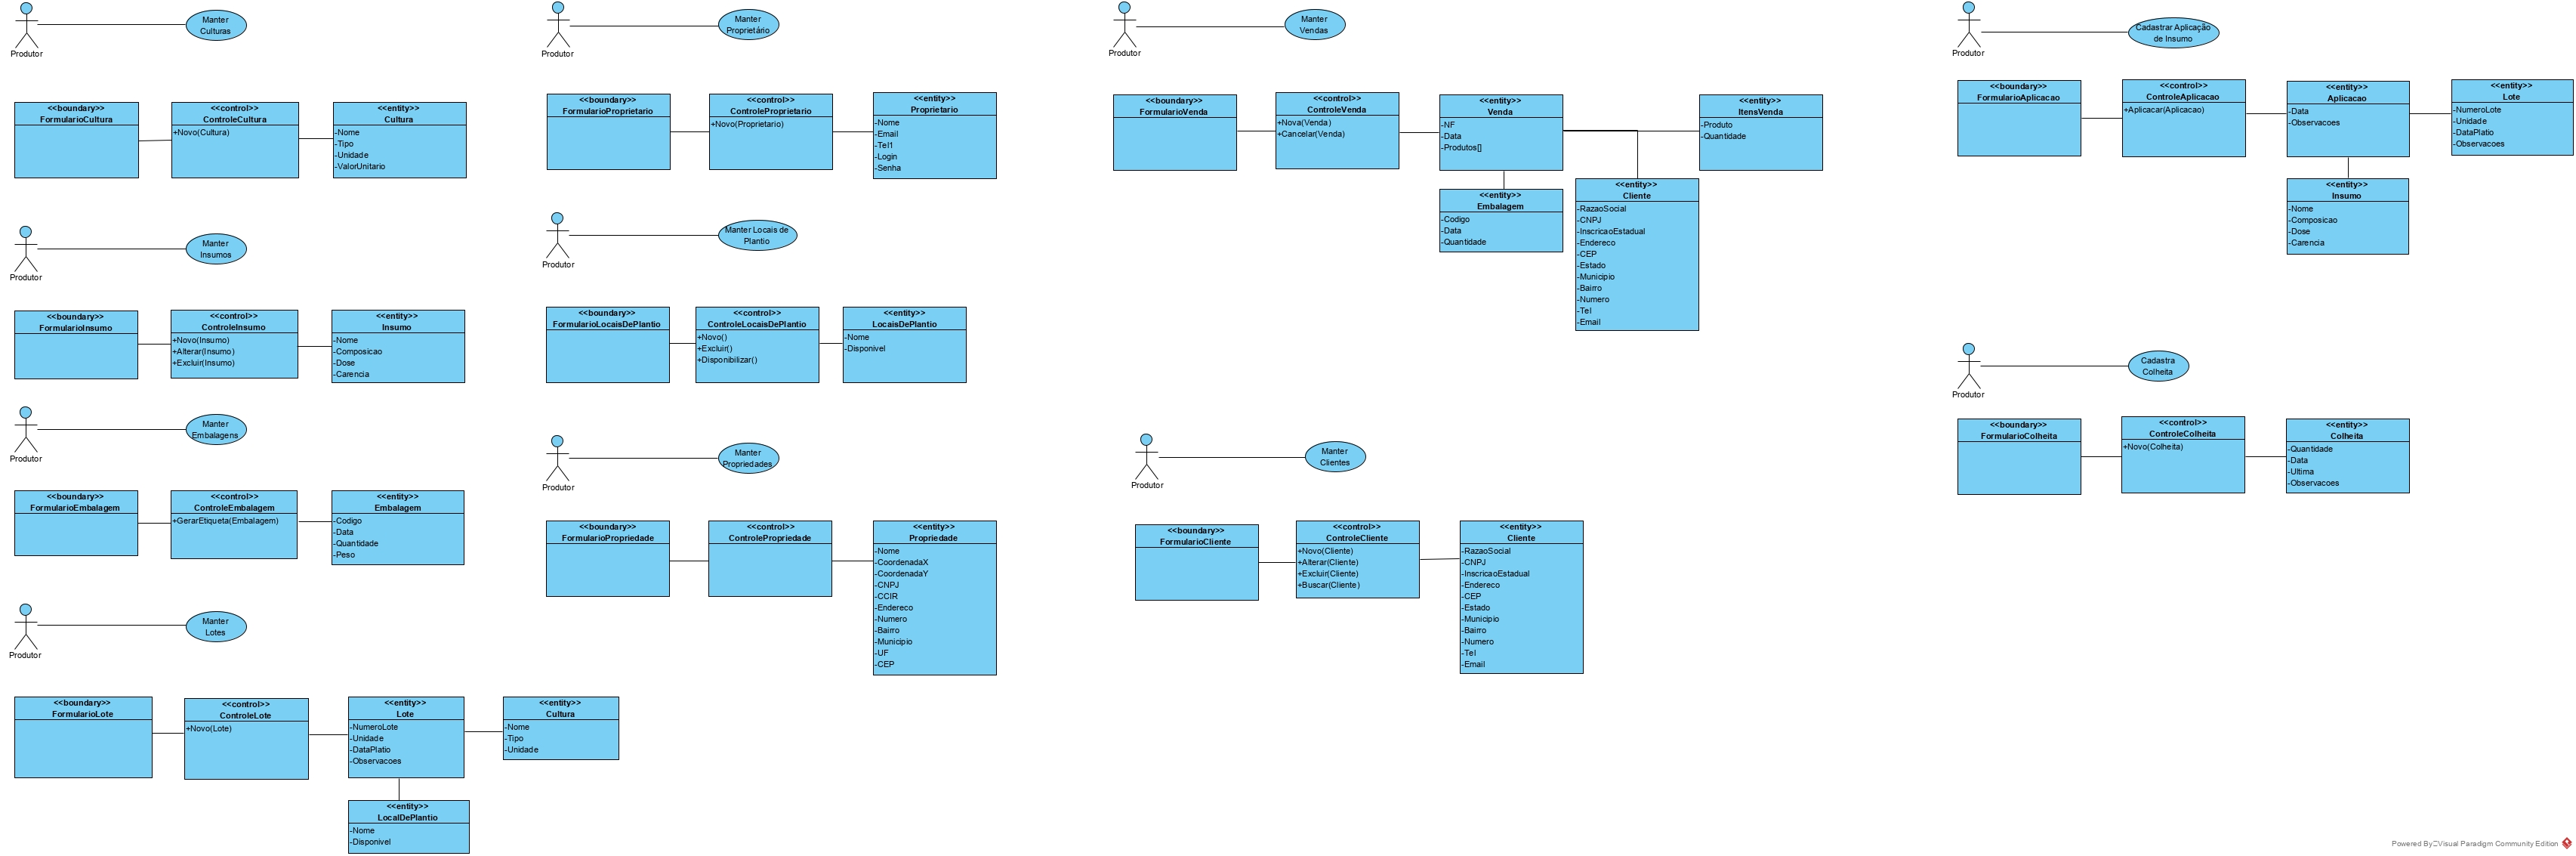 Produtor
Manter
Culturas
<<boundary>>
FormularioCultura
<<control>>
ControleCultura
+Novo(Cultura)
<<entity>>
Cultura
-Nome
-Tipo
-Unidade
-ValorUnitario
Produtor
Manter
Insumos
<<boundary>>
FormularioInsumo
<<control>>
ControleInsumo
+Novo(Insumo)
+Alterar(Insumo)
+Excluir(Insumo)
<<entity>>
Insumo
-Nome
-Composicao
-Dose
-Carencia
Produtor
Manter
Embalagens
<<boundary>>
FormularioEmbalagem
<<control>>
ControleEmbalagem
+GerarEtiqueta(Embalagem)
<<entity>>
Embalagem
-Codigo
-Data
-Quantidade
-Peso
Produtor
Manter
Lotes
<<boundary>>
FormularioLote
<<control>>
ControleLote
+Novo(Lote)
<<entity>>
Lote
-NumeroLote
-Unidade
-DataPlatio
-Observacoes
<<entity>>
Cultura
-Nome
-Tipo
-Unidade
<<entity>>
LocalDePlantio
-Nome
-Disponivel
Produtor
Manter
Proprietário
<<boundary>>
FormularioProprietario
<<control>>
ControleProprietario
+Novo(Proprietario)
<<entity>>
Proprietario
-Nome
-Email
-Tel1
-Login
-Senha
Produtor
Manter Locais de
Plantio
<<boundary>>
FormularioLocaisDePlantio
<<control>>
ControleLocaisDePlantio
+Novo()
+Excluir()
+Disponibilizar()
<<entity>>
LocaisDePlantio
-Nome
-Disponivel
Produtor
Manter
Propriedades
<<boundary>>
FormularioPropriedade
<<control>>
ControlePropriedade
<<entity>>
Propriedade
-Nome
-CoordenadaX
-CoordenadaY
-CNPJ
-CCIR
-Endereco
-Numero
-Bairro
-Municipio
-UF
-CEP
Produtor
Manter
Vendas
<<boundary>>
FormularioVenda
<<control>>
ControleVenda
+Nova(Venda)
+Cancelar(Venda)
<<entity>>
Venda
-NF
-Data
-Produtos[]
<<entity>>
ItensVenda
-Produto
-Quantidade
<<entity>>
Embalagem
-Codigo
-Data
-Quantidade
<<entity>>
Cliente
-RazaoSocial
-CNPJ
-InscricaoEstadual
-Endereco
-CEP
-Estado
-Municipio
-Bairro
-Numero
-Tel
-Email
Produtor
Manter
Clientes
<<boundary>>
FormularioCliente
<<control>>
ControleCliente
+Novo(Cliente)
+Alterar(Cliente)
+Excluir(Cliente)
+Buscar(Cliente)
<<entity>>
Cliente
-RazaoSocial
-CNPJ
-InscricaoEstadual
-Endereco
-CEP
-Estado
-Municipio
-Bairro
-Numero
-Tel
-Email
Produtor
Cadastrar Aplicação
de Insumo
<<boundary>>
FormularioAplicacao
<<control>>
ControleAplicacao
+Aplicacar(Aplicacao)
<<entity>>
Aplicacao
-Data
-Observacoes
<<entity>>
Lote
-NumeroLote
-Unidade
-DataPlatio
-Observacoes
<<entity>>
Insumo
-Nome
-Composicao
-Dose
-Carencia
Produtor
Cadastra
Colheita
<<boundary>>
FormularioColheita
<<control>>
ControleColheita
+Novo(Colheita)
<<entity>>
Colheita
-Quantidade
-Data
-Ultima
-Observacoes
Powered By Visual Paradigm Community Edition